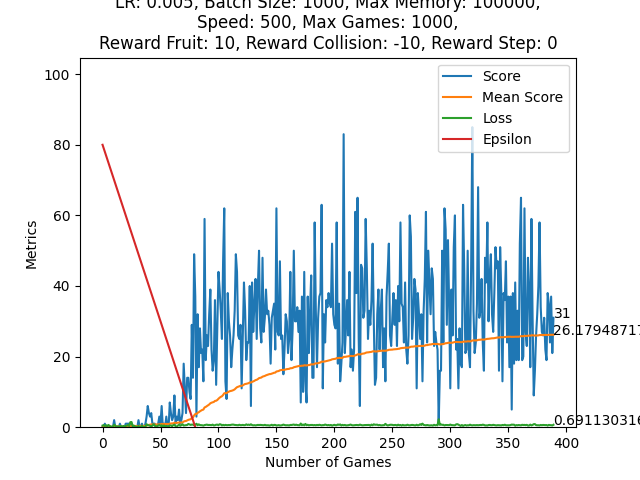 LR: 0.005, Batch Size: 1000, Max Memory: 100000,
Speed: 500, Max Games: 1000,
Reward Fruit: 10, Reward Collision: -10, Reward Step: 0
100
80
60
40
20
0
Metrics
Score
Mean Score
Loss
Epsilon
31
26.17948717
0.691130316
0 50 100 150 200 250 300 350 400
Number of Games